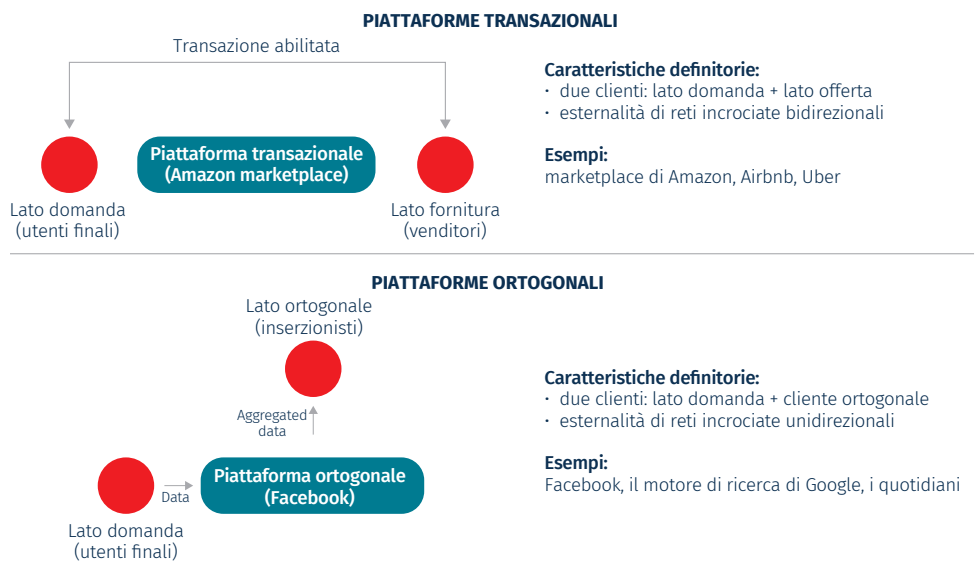 PIATTAFORME TRANSAZIONALI
Transazione abilitata
Piattaforma transazionale
(Amazon marketplace)
Lato domanda
(utenti finali)
Lato fornitura
(venditori)
Caratteristiche definitorie:
· due clienti: lato domanda + lato offerta
· esternalità di reti incrociate bidirezionali
Esempi:
marketplace di Amazon, Airbnb, Uber
PIATTAFORME ORTOGONALI
Lato ortogonale
(inserzionisti)
Aggregated
data
Data
Piattaforma ortogonale
(Facebook)
Lato domanda
(utenti finali)
Caratteristiche definitorie:
· due clienti: lato domanda + cliente ortogonale
· esternalità di reti incrociate unidirezionali
Esempi:
Facebook, il motore di ricerca di Google, i quotidiani